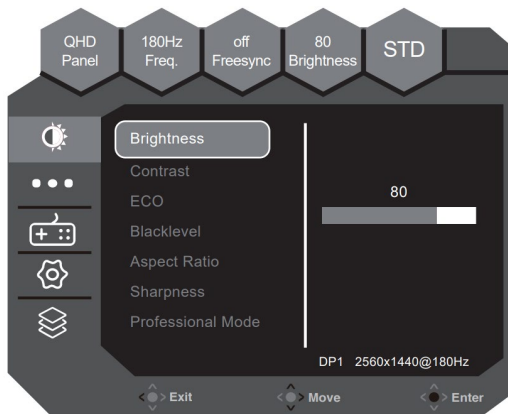 QHD
Panel
180Hz
Freq.
off
Freesync
80
Brightness
STD
Brightness
Contrast
ECO
Blacklevel
Aspect Ratio
Sharpness
Professional Mode
80
DP1 2560x1440@180Hz
Exit
Move
Enter